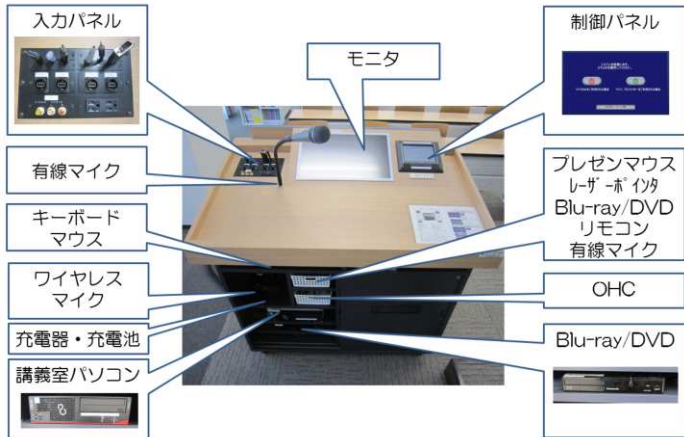 入力パネル
モニタ
制御パネル
有線マイク
キーボード
マウス
ワイヤレス
マイク
充電器・充電池
講義室パソコン
プレゼンマウス
ﾚｰｻﾞｰﾎﾟｲﾝﾀ
Blu-ray/DVD
リモコン
有線マイク
OHC
Blu-ray/DVD